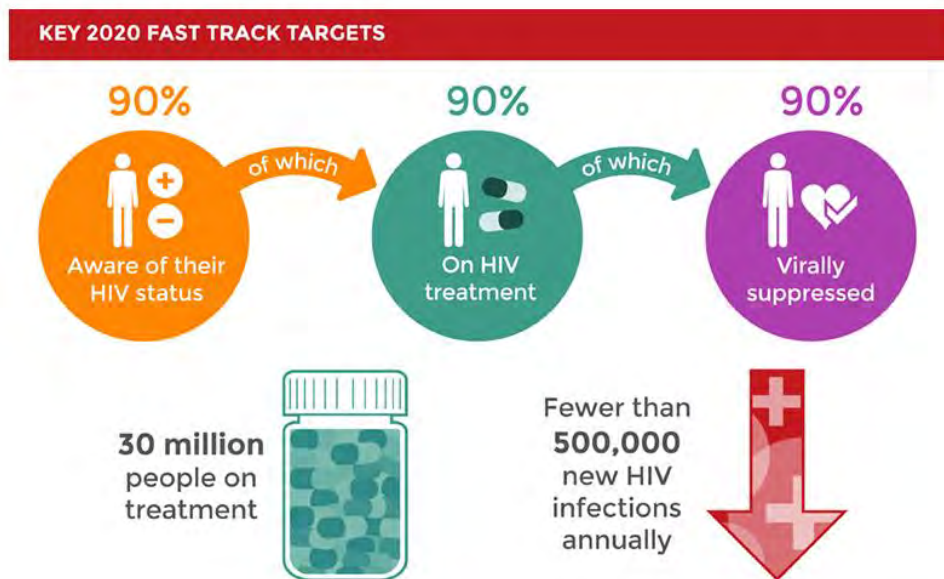 KEY 2020 FAST TRACK TARGETS
90%
90%
90%
of which
of which
Aware of their
HIV status
On HIV
treatment
Virally
suppressed
30 million
people on
treatment
Fewer than
500,000
new HIV
infections
annually